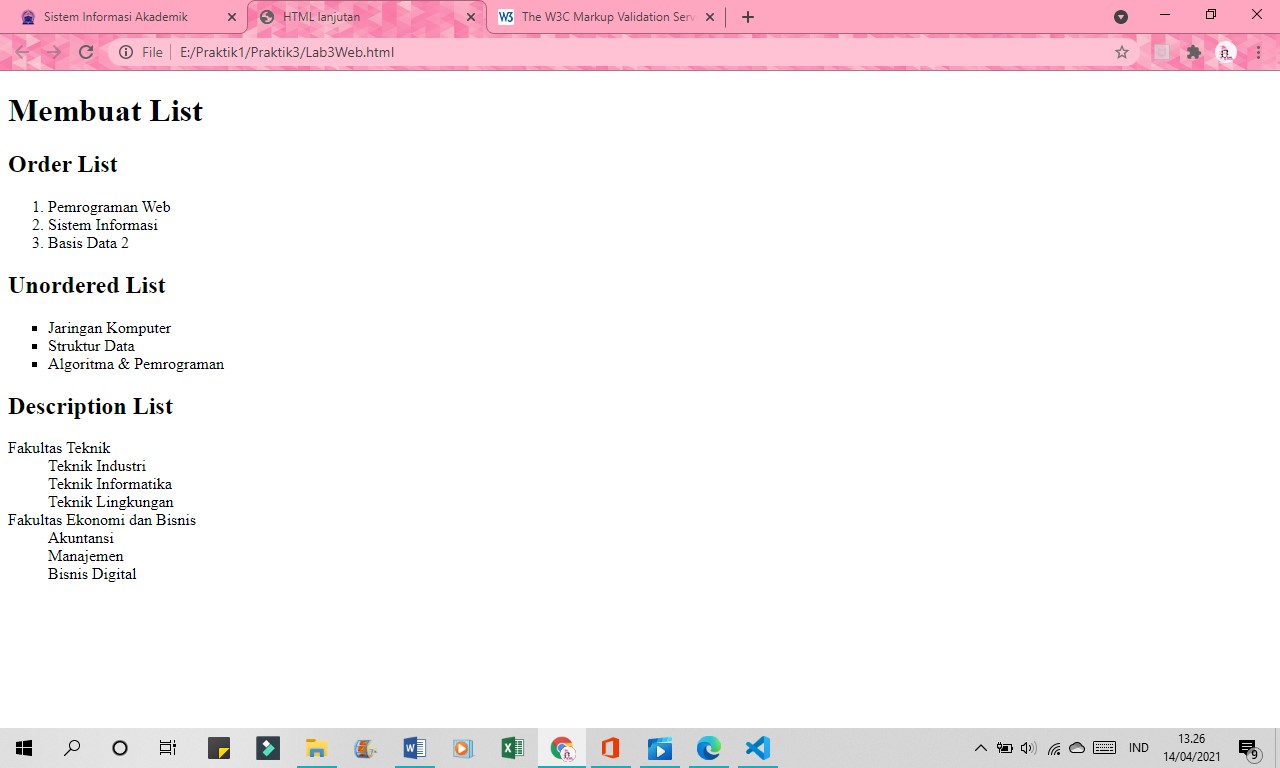 Sistem Informasi Akademik
HTML lanjutan
The W3C Markup Validation Serv
File
E:/Praktik1/Praktik3/Lab3Web.html
Membuat List
Order List
1. Pemrograman Web
2. Sistem Informasi
3. Basis Data 2
Unordered List
▪ Jaringan Komputer
▪ Struktur Data
▪ Algoritma & Pemrograman
Description List
Fakultas Teknik
Teknik Industri
Teknik Informatika
Teknik Lingkungan
Fakultas Ekonomi dan Bisnis
Akuntansi
Manajemen
Bisnis Digital
IND
13.26
14/04/2021
9